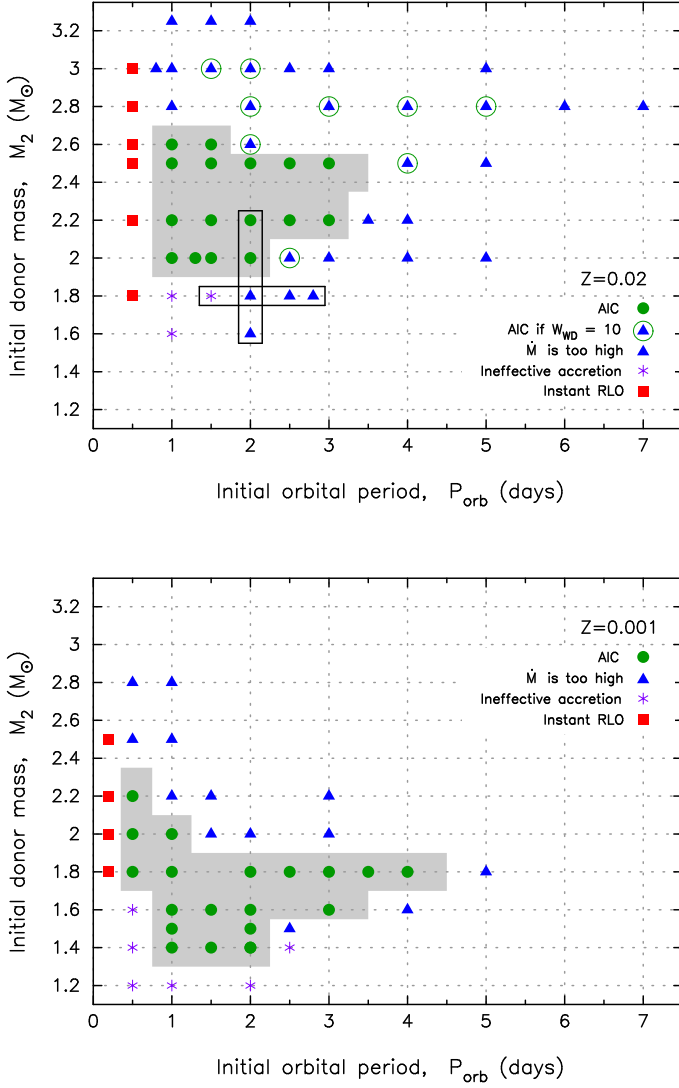 3.2
3
2.8
2.6
2.4
2.2
2
1.8
1.6
1.4
1.2
Initial donor mass, M2 (M⊙)
Z=0.02
AIC
AIC if WWD = 10
Ṁ is too high
Ineffective accretion
Instant RLO
0 1 2 3 4 5 6 7
Initial orbital period, Porb (days)
3.2
3
2.8
2.6
2.4
2.2
2
1.8
1.6
1.4
1.2
Initial donor mass, M2 (M⊙)
Z=0.001
AIC
Ṁ is too high
Ineffective accretion
Instant RLO
0 1 2 3 4 5 6 7
Initial orbital period, Porb (days)